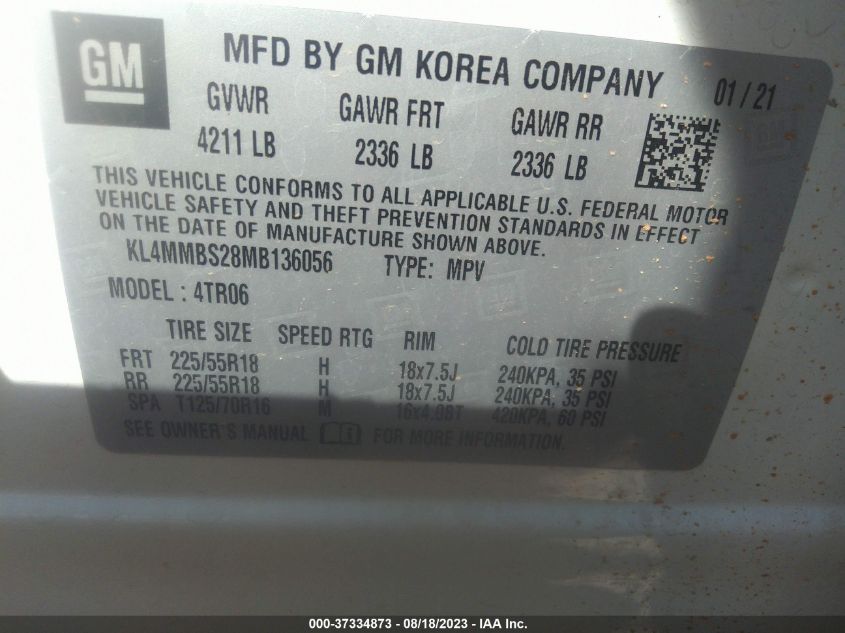 GM
MFD BY GM KOREA COMPANY 01/21
GVWR GAWR FRT GAWR RR
4211 LB 2336 LB 2336 LB
THIS VEHICLE CONFORMS TO ALL APPLICABLE U.S. FEDERAL MOTOR
VEHICLE SAFETY AND THEFT PREVENTION STANDARDS IN EFFECT
ON THE DATE OF MANUFACTURE SHOWN ABOVE.
KL4MMBS28MB136056 TYPE: MPV
MODEL : 4TR06
TIRE SIZE SPEED RTG RIM COLD TIRE PRESSURE
FRT 225/55R18 H 18x7.5J 240KPA, 35 PSI
RR 225/55R18 H 18x7.5J 240KPA, 35 PSI
SPA T125/70R16 M 16x4.00T 420KPA, 60 PSI
SEE OWNER'S MANUAL FOR MORE INFORMATION.
000-37334873 - 08/18/2023 - IAA Inc.